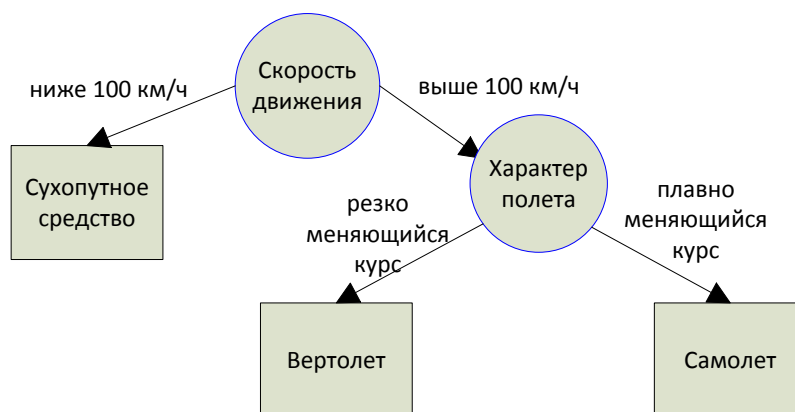 Скорость
движения
ниже 100 км/ч
выше 100 км/ч
Сухопутное
средство
Характер
полета
резко
меняющийся
курс
плавно
меняющийся
курс
Вертолет
Самолет